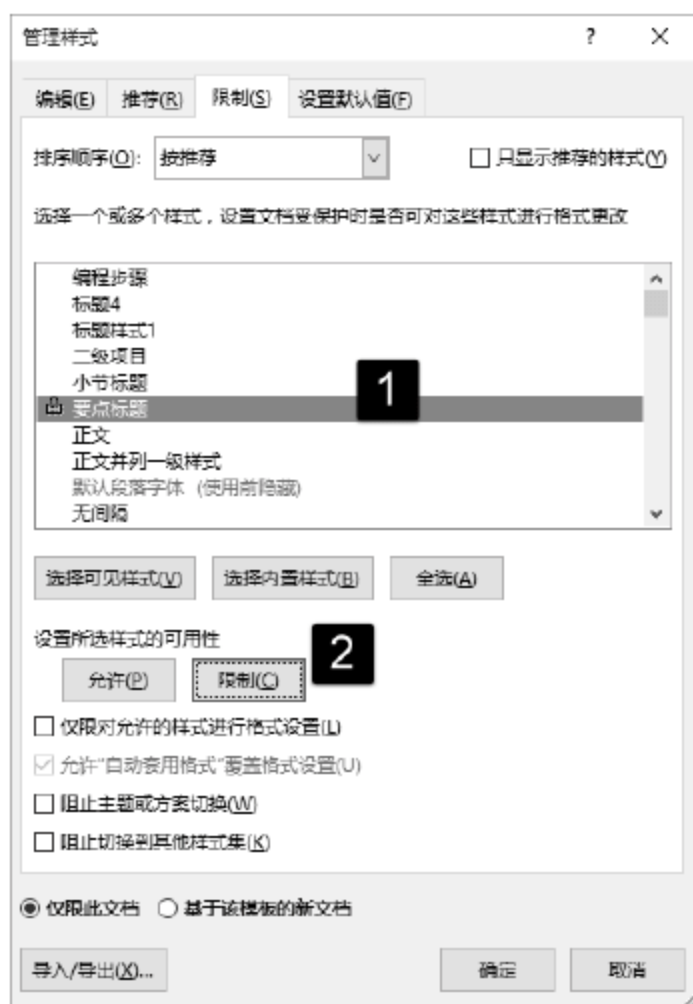 管理样式 ? ×
编辑(E) 推荐(R) 限制(S) 设置默认值(F)
排序顺序(O): 按推荐 只显示推荐的样式(Y)
选择一个或多个样式，设置文档受保护时是否可对这些样式进行格式更改
编程步骤
标题4
标题样式1
二级项目
小节标题
1
要点标题
正文
正文并列一级样式
默认段落字体 (使用前隐藏)
无间隔
选择可见样式(V) 选择内置样式(B) 全选(A)
设置所选样式的可用性
2
允许(P) 限制(C)
仅限对允许的样式进行格式设置(L)
允许"自动套用格式"覆盖格式设置(U)
阻止主题或方案切换(W)
阻止切换到其他样式集(K)
仅限此文档 基于该模板的新文档
导入/导出(X)... 确定 取消